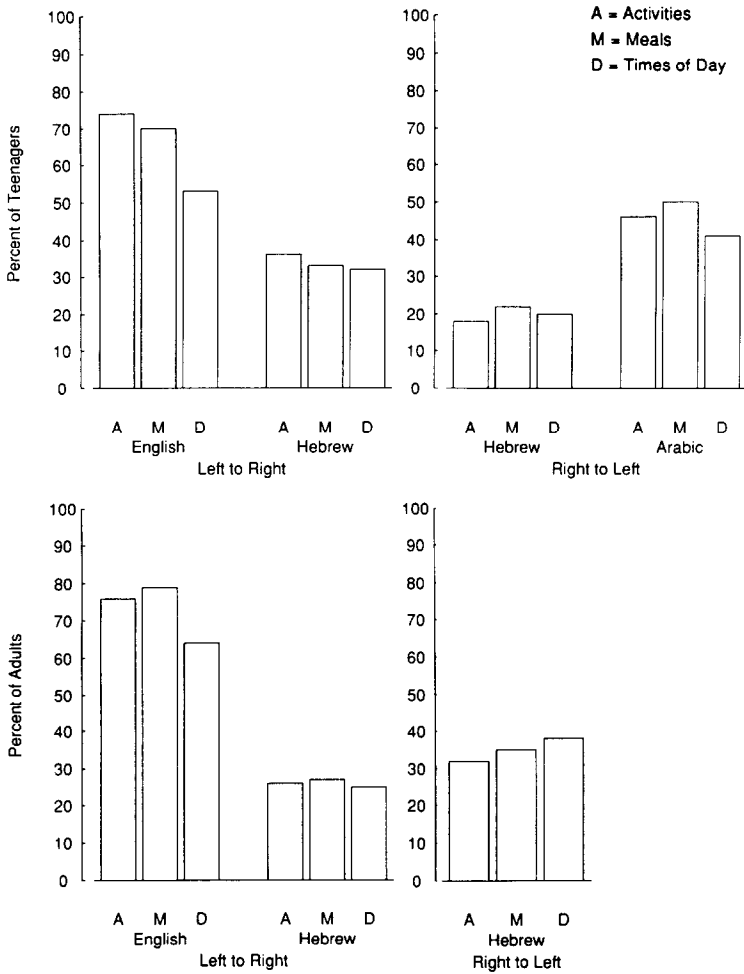 A = Activities
M = Meals
D = Times of Day
Percent of Teenagers
100
90
80
70
60
50
40
30
20
10
0
A M D A M D
English Hebrew
Left to Right
100
90
80
70
60
50
40
30
20
10
0
A M D A M D
Hebrew Arabic
Right to Left
Percent of Adults
100
90
80
70
60
50
40
30
20
10
0
A M D A M D
English Hebrew
Left to Right
100
90
80
70
60
50
40
30
20
10
0
A M D
Hebrew
Right to Left